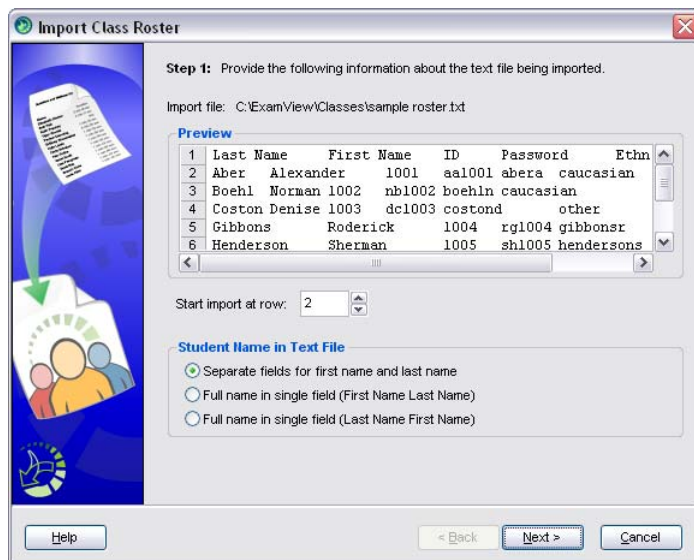 Import Class Roster
Step 1: Provide the following information about the text file being imported.
Import file: C:\ExamView\Classes\sample roster.txt
Preview
1 Last Name First Name ID Password Ethn
2 Aber Alexander 1001 aa1001 abera caucasian
3 Boehl Norman 1002 nb1002 boehln caucasian
4 Coston Denise 1003 dc1003 costond other
5 Gibbons Roderick 1004 rg1004 gibbonsr
6 Henderson Sherman 1005 sh1005 hendersons
Start import at row: 2
Student Name in Text File
Separate fields for first name and last name
Full name in single field (First Name Last Name)
Full name in single field (Last Name First Name)
Help < Back Next > Cancel